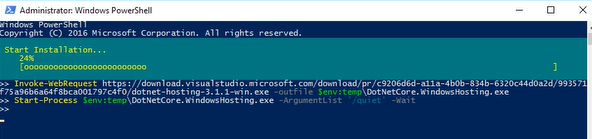 Administrator: Windows PowerShell
Windows PowerShell
Copyright (C) 2016 Microsoft Corporation. All rights reserved.
Start Installation...
24%
[oooooooooooooooooooooooooo ]
>> Invoke-WebRequest https://download.visualstudio.microsoft.com/download/pr/c9206d6d-a11a-4b0b-834b-6320c44d0a2d/993571
f75a96b6a64f8bca001797c4f0/dotnet-hosting-3.1.1-win.exe -outfile $env:temp\DotNetCore.WindowsHosting.exe
>> Start-Process $env:temp\DotNetCore.WindowsHosting.exe -ArgumentList '/quiet' -Wait
>>